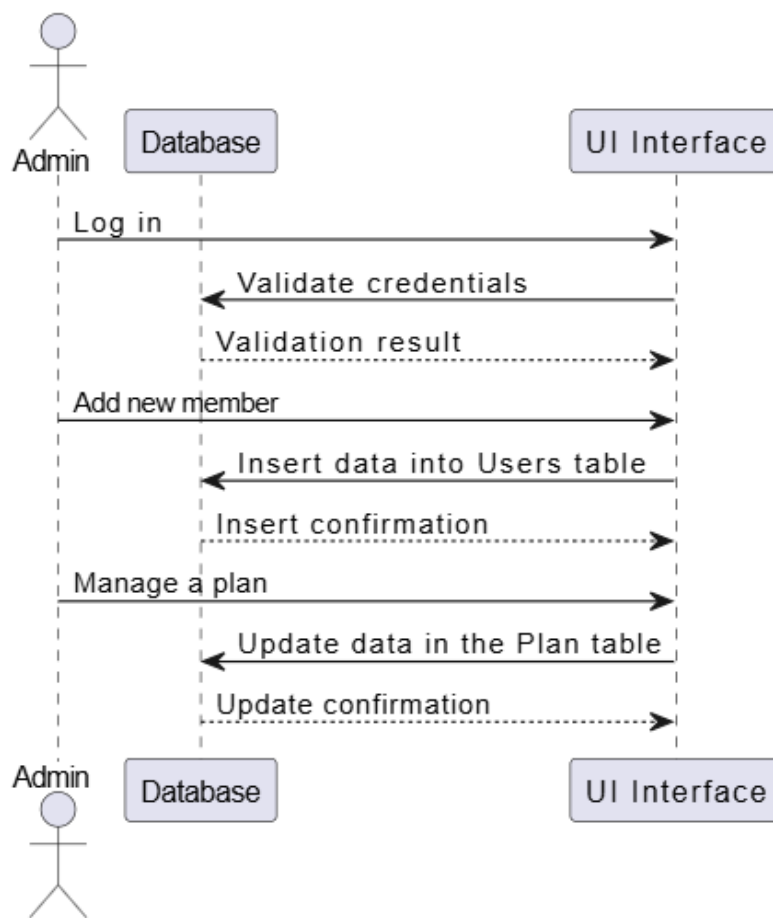 Admin
Database
UI Interface
Log in
Validate credentials
Validation result
Add new member
Insert data into Users table
Insert confirmation
Manage a plan
Update data in the Plan table
Update confirmation
Admin
Database
UI Interface